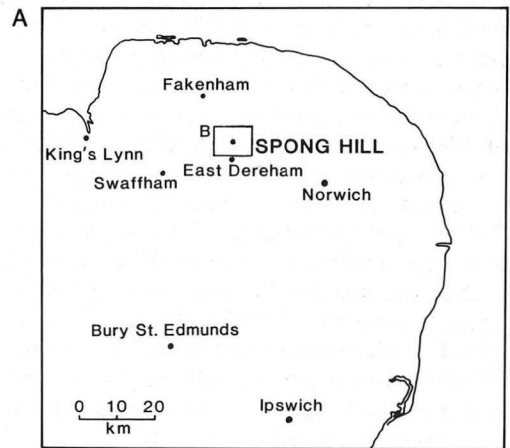 A
Fakenham
B
SPONG HILL
King's Lynn
East Dereham
Swaffham
Norwich
Bury St. Edmunds
0 10 20
km
Ipswich